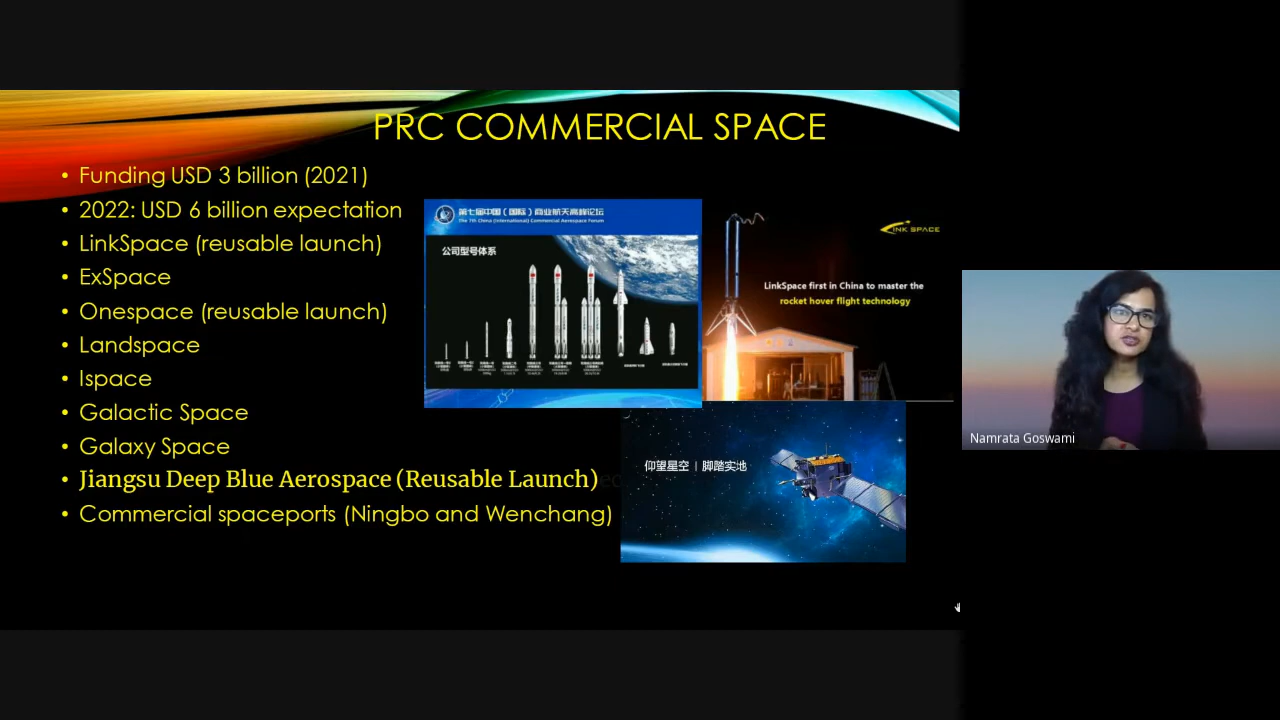 PRC COMMERCIAL SPACE
• Funding USD 3 billion (2021)
• 2022: USD 6 billion expectation
• LinkSpace (reusable launch)
• ExSpace
• Onespace (reusable launch)
• Landspace
• Ispace
• Galactic Space
• Galaxy Space
• Jiangsu Deep Blue Aerospace (Reusable Launch)
• Commercial spaceports (Ningbo and Wenchang)
第七届中国（国际）商业航天高峰论坛
The 7th China (International) Commercial Aerospace Forum
公司型号体系
INK SPACE
LinkSpace first in China to master the
rocket hover flight technology
仰望星空 | 脚踏实地
Namrata Goswami